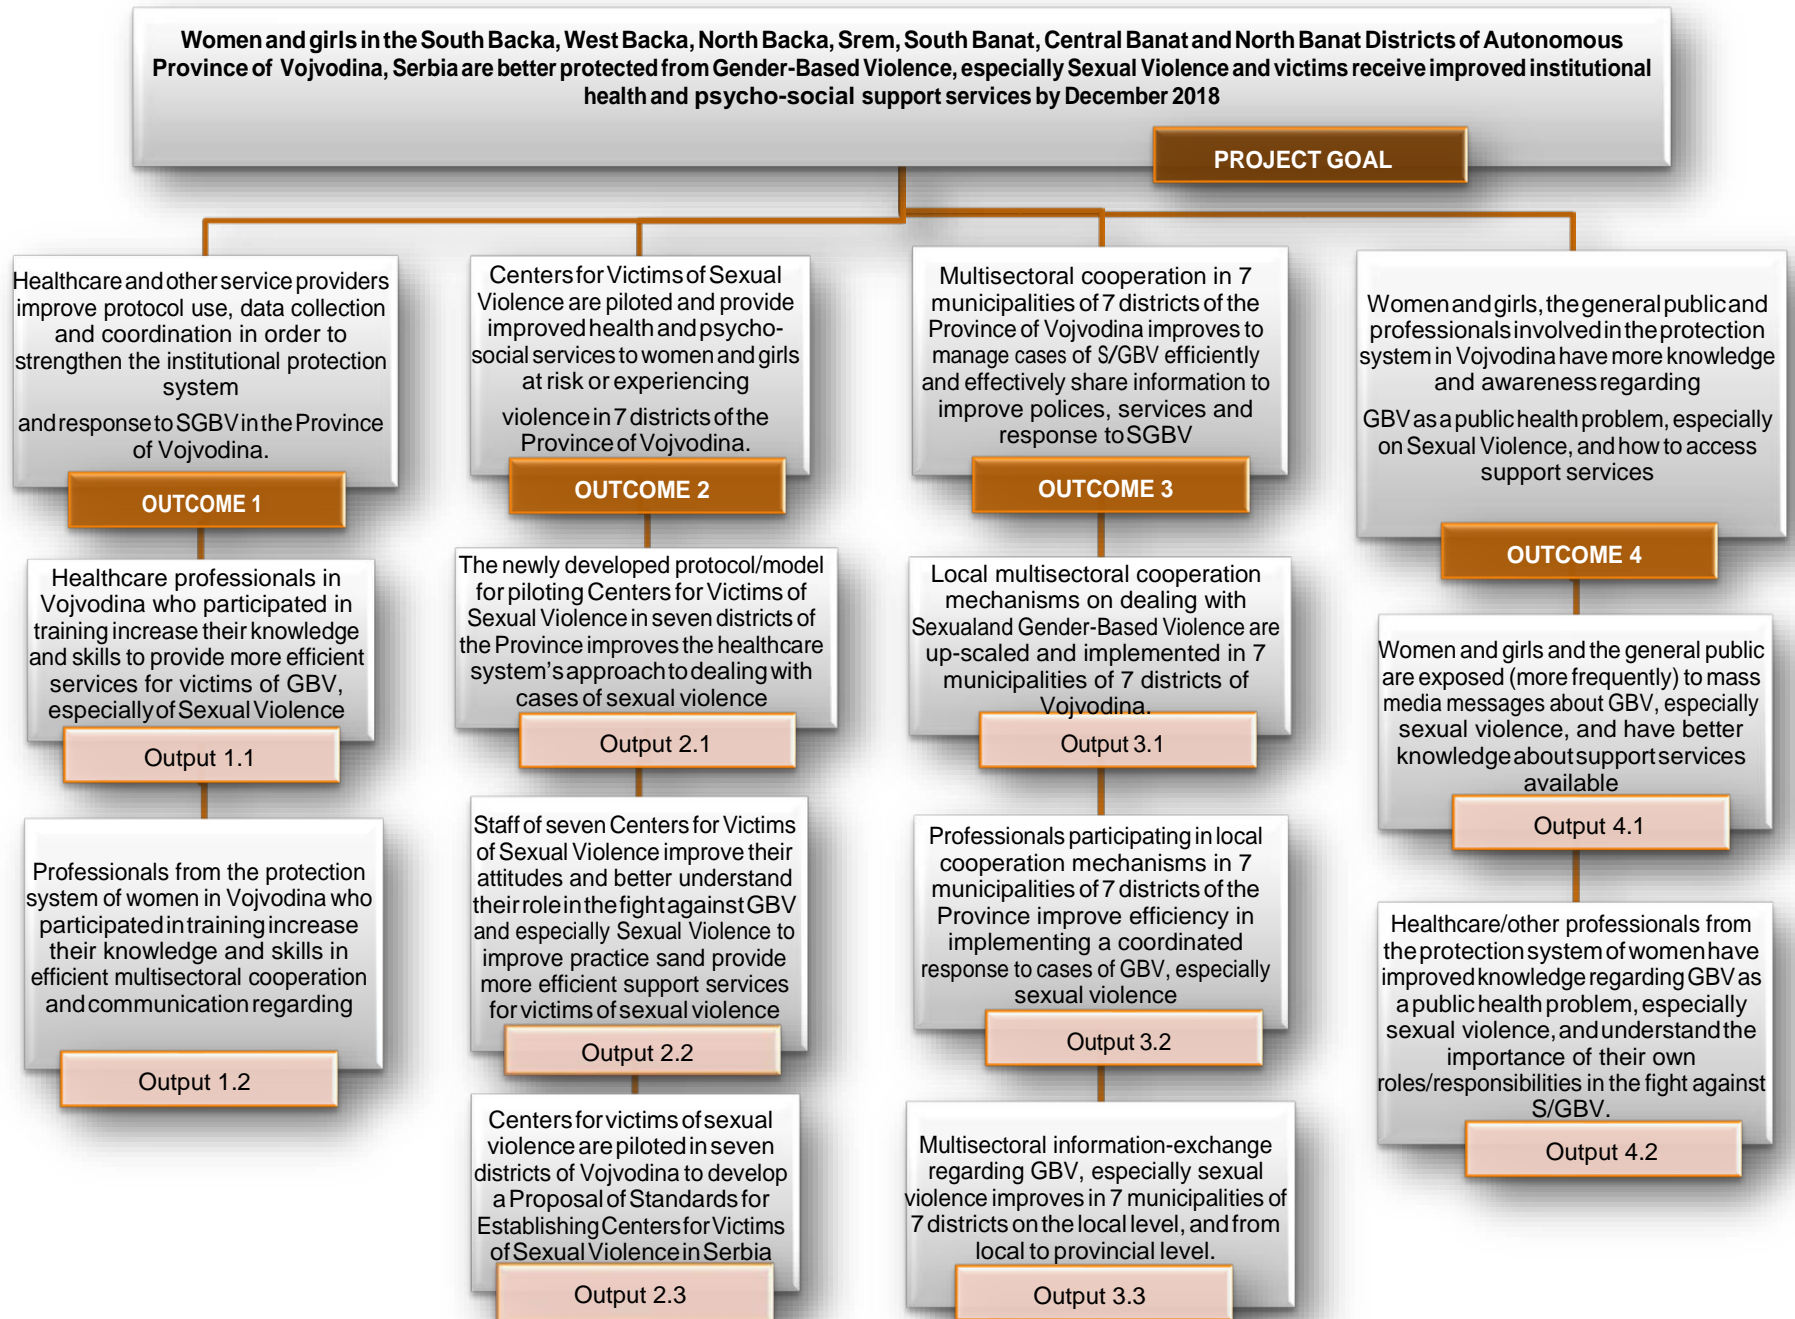 Women and girls in the South Backa, West Backa, North Backa, Srem, South Banat, Central Banat and North Banat Districts of Autonomous
Province of Vojvodina, Serbia are better protected from Gender-Based Violence, especially Sexual Violence and victims receive improved institutional
health and psycho-social support services by December 2018
PROJECT GOAL
Healthcare and other service providers
improve protocol use, data collection
and coordination in order to
strengthen the institutional protection
system
and response to SGBV in the Province
of Vojvodina.
OUTCOME 1
Healthcare professionals in
Vojvodina who participated in
training increase their knowledge
and skills to provide more efficient
services for victims of GBV,
especially of Sexual Violence
Output 1.1
Professionals from the protection
system of women in Vojvodina who
participated in training increase
their knowledge and skills in
efficient multisectoral cooperation
and communication regarding
Output 1.2
Centers for Victims of Sexual
Violence are piloted and provide
improved health and psycho-
social services to women and girls
at risk or experiencing
violence in 7 districts of the
Province of Vojvodina.
OUTCOME 2
The newly developed protocol/model
for piloting Centers for Victims of
Sexual Violence in seven districts of
the Province improves the healthcare
system's approach to dealing with
cases of sexual violence
Output 2.1
Staff of seven Centers for Victims
of Sexual Violence improve their
attitudes and better understand
their role in the fight against GBV
and especially Sexual Violence to
improve practice sand provide
more efficient support services
for victims of sexual violence
Output 2.2
Centers for victims of sexual
violence are piloted in seven
districts of Vojvodina to develop
a Proposal of Standards for
Establishing Centers for Victims
of Sexual Violence in Serbia
Output 2.3
Multisectoral cooperation in 7
municipalities of 7 districts of the
Province of Vojvodina improves to
manage cases of S/GBV efficiently
and effectively share information to
improve polices, services and
response to SGBV
OUTCOME 3
Local multisectoral cooperation
mechanisms on dealing with
Sexualand Gender-Based Violence are
up-scaled and implemented in 7
municipalities of 7 districts of
Vojvodina.
Output 3.1
Professionals participating in local
cooperation mechanisms in 7
municipalities of 7 districts of the
Province improve efficiency in
implementing a coordinated
response to cases of GBV, especially
sexual violence
Output 3.2
Multisectoral information-exchange
regarding GBV, especially sexual
violence improves in 7 municipalities of
7 districts on the local level, and from
local to provincial level.
Output 3.3
Women and girls, the general public and
professionals involved in the protection
system in Vojvodina have more knowledge
and awareness regarding
GBV as a public health problem, especially
on Sexual Violence, and how to access
support services
OUTCOME 4
Women and girls and the general public
are exposed (more frequently) to mass
media messages about GBV, especially
sexual violence, and have better
knowledge about support services
available
Output 4.1
Healthcare/other professionals from
the protection system of women have
improved knowledge regarding GBV as
a public health problem, especially
sexual violence, and understand the
importance of their own
roles/responsibilities in the fight against
S/GBV.
Output 4.2